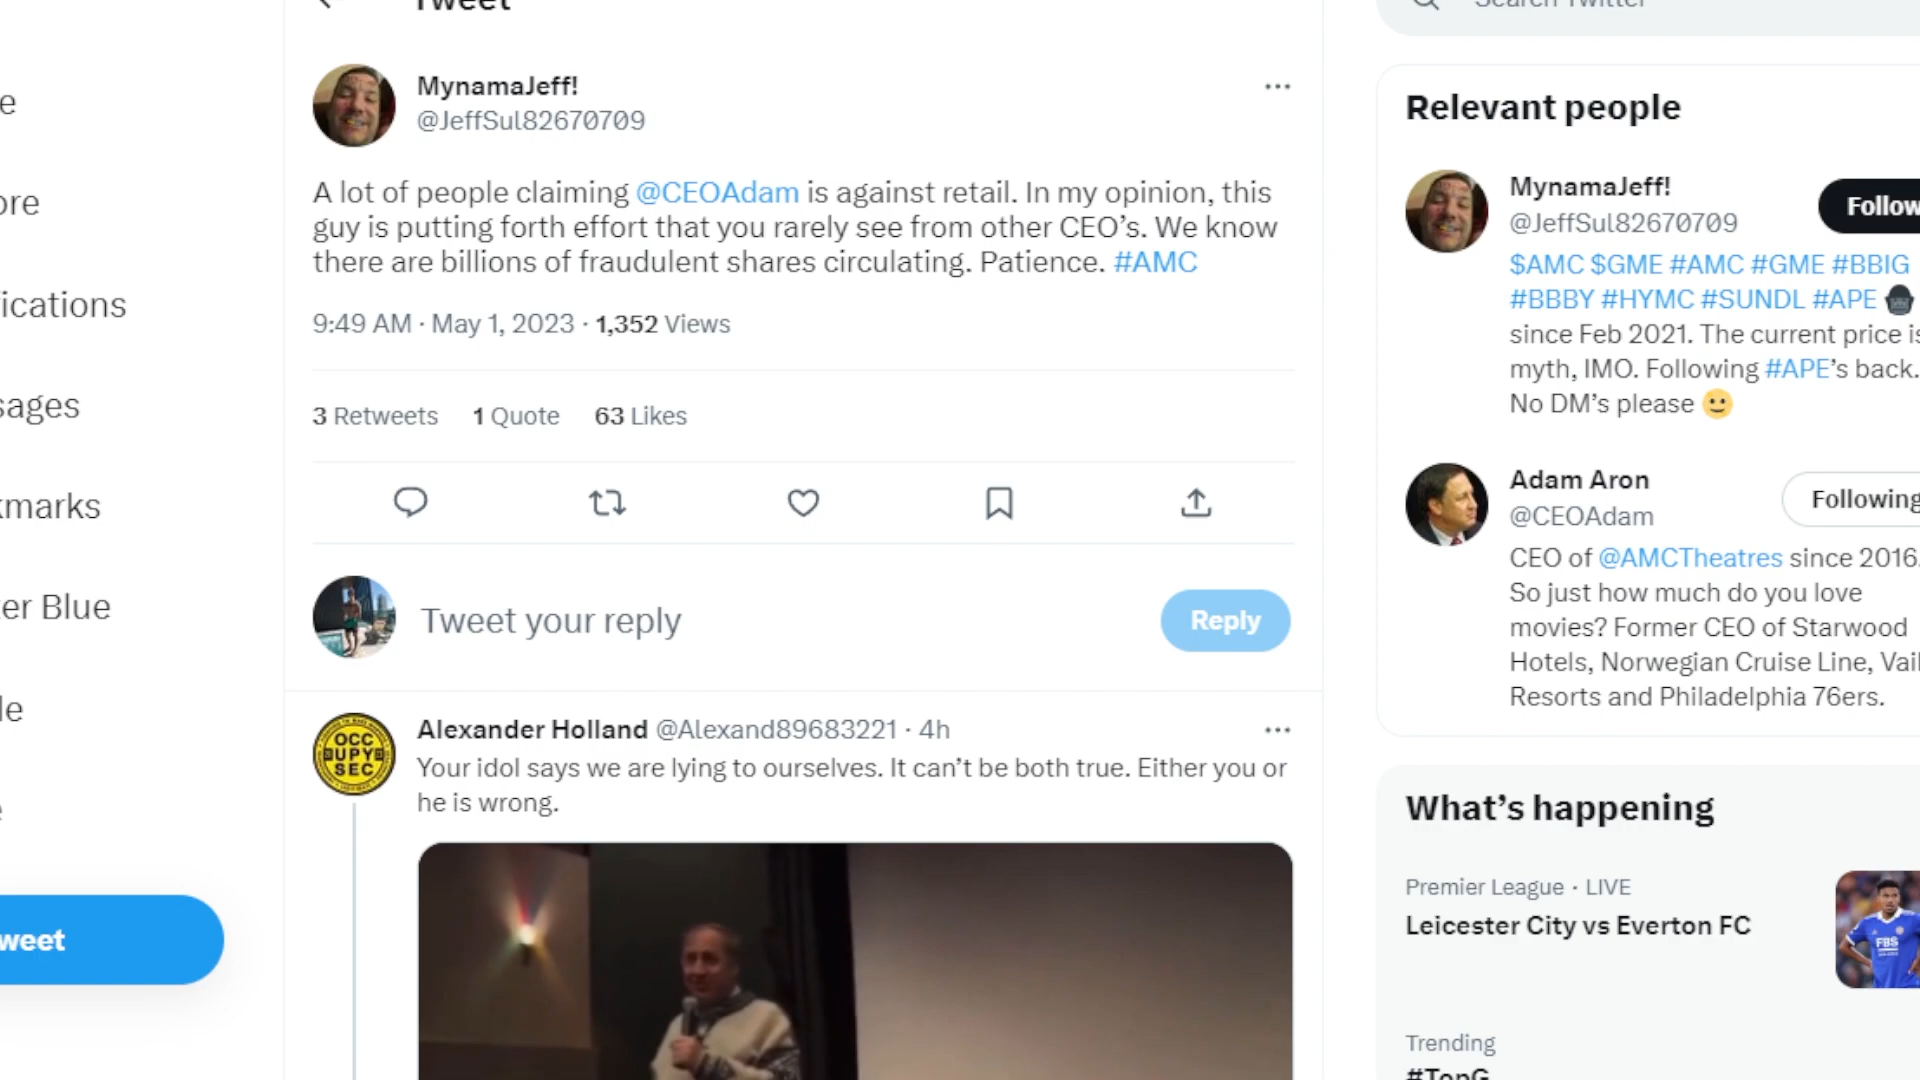 Tweet
Search Twitter
e
ore
ications
sages
kmarks
er Blue
le
weet
MynamaJeff!
@JeffSul82670709
A lot of people claiming @CEOAdam is against retail. In my opinion, this
guy is putting forth effort that you rarely see from other CEO’s. We know
there are billions of fraudulent shares circulating. Patience. #AMC
9:49 AM · May 1, 2023 · 1,352 Views
3 Retweets 1 Quote 63 Likes
Tweet your reply
Reply
OCC
UPY
SEC
Alexander Holland @Alexand89683221 · 4h
Your idol says we are lying to ourselves. It can’t be both true. Either you or
he is wrong.
Relevant people
MynamaJeff!
@JeffSul82670709
Follow
$AMC $GME #AMC #GME #BBIG
#BBBY #HYMC #SUNDL #APE
since Feb 2021. The current price is
myth, IMO. Following #APE’s back.
No DM’s please
Adam Aron
@CEOAdam
Following
CEO of @AMCTheatres since 2016.
So just how much do you love
movies? Former CEO of Starwood
Hotels, Norwegian Cruise Line, Vail
Resorts and Philadelphia 76ers.
What’s happening
Premier League · LIVE
Leicester City vs Everton FC
FBS
Trending
#TopG